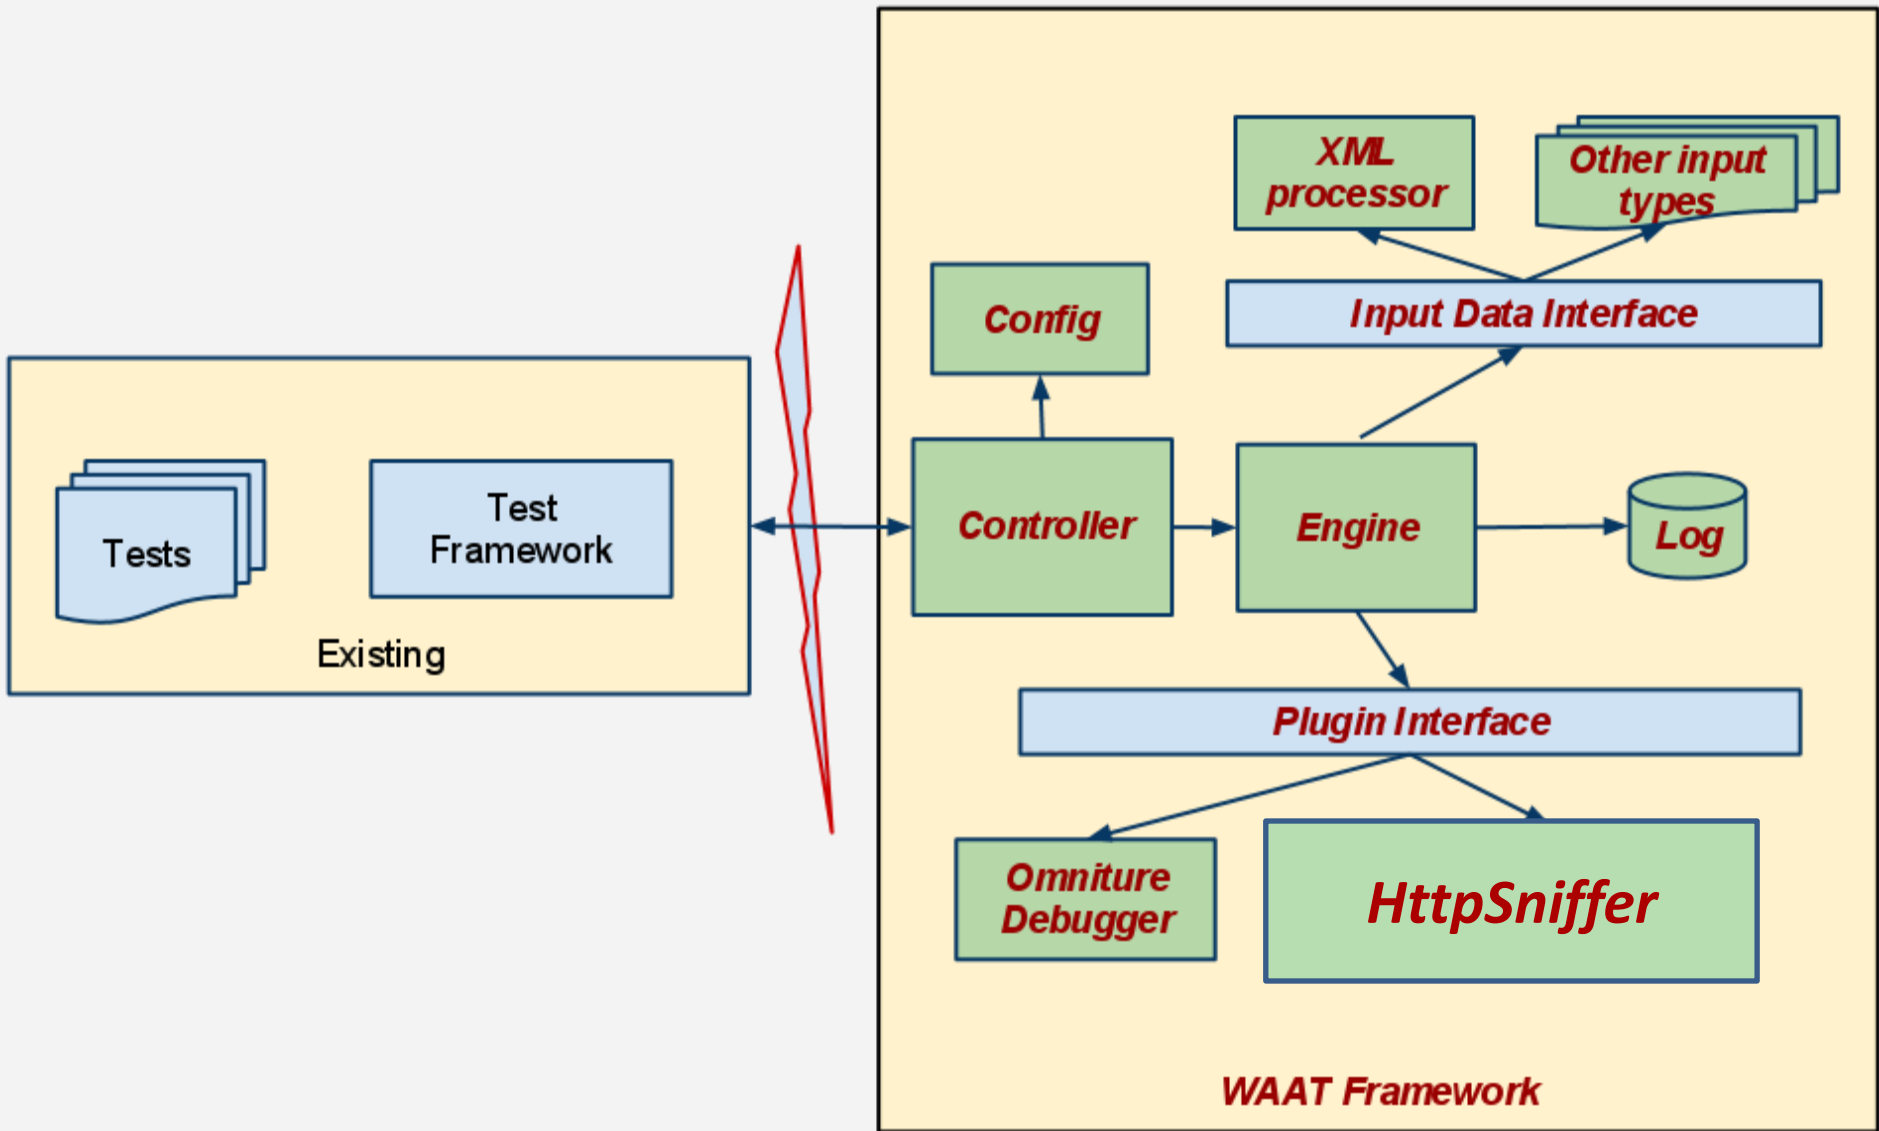 XML
processor
Other input
types
Config
Input Data Interface
Tests
Test
Framework
Existing
Controller
Engine
Log
Plugin Interface
Omniture
Debugger
HttpSniffer
WAAT Framework